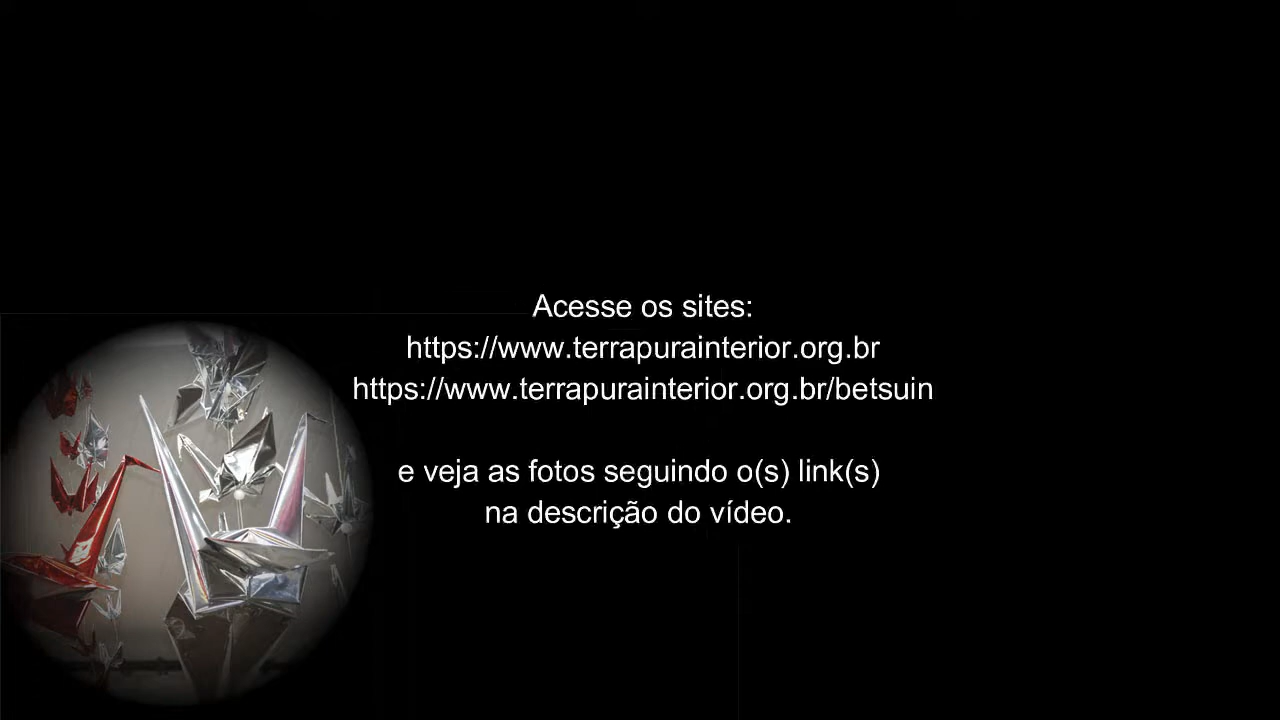 Acesse os sites:
https://www.terrapurainterior.org.br
https://www.terrapurainterior.org.br/betsuin
e veja as fotos seguindo o(s) link(s)
na descrição do vídeo.